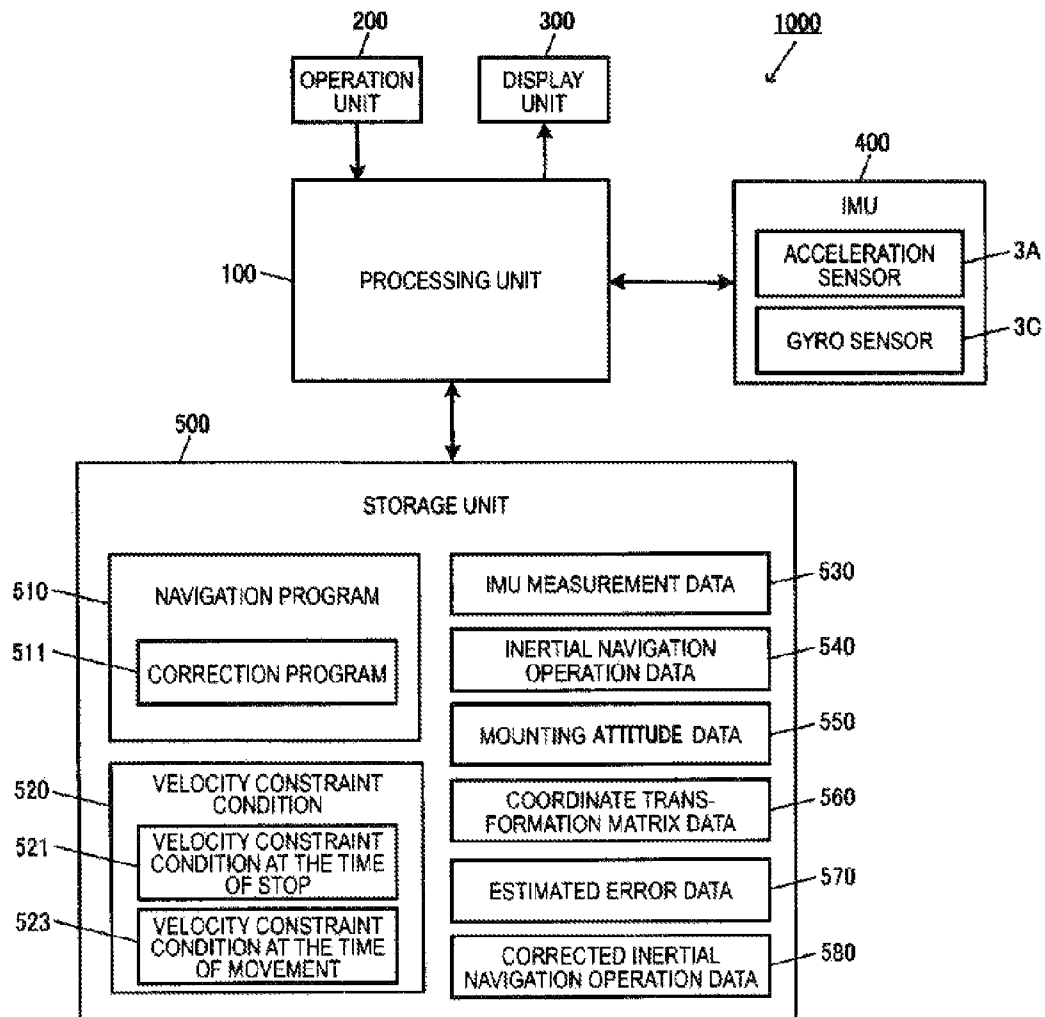 200
300
1000
OPERATION
UNIT
DISPLAY
UNIT
400
IMU
ACCELERATION
SENSOR
3A
GYRO SENSOR
3C
100
PROCESSING UNIT
500
STORAGE UNIT
510
NAVIGATION PROGRAM
511
CORRECTION PROGRAM
520
VELOCITY CONSTRAINT
CONDITION
521
VELOCITY CONSTRAINT
CONDITION AT THE TIME
OF STOP
523
VELOCITY CONSTRAINT
CONDITION AT THE TIME
OF MOVEMENT
IMU MEASUREMENT DATA
530
INERTIAL NAVIGATION
OPERATION DATA
540
MOUNTING ATTITUDE DATA
550
COORDINATE TRANS-
FORMATION MATRIX DATA
560
ESTIMATED ERROR DATA
570
CORRECTED INERTIAL
NAVIGATION OPERATION DATA
580